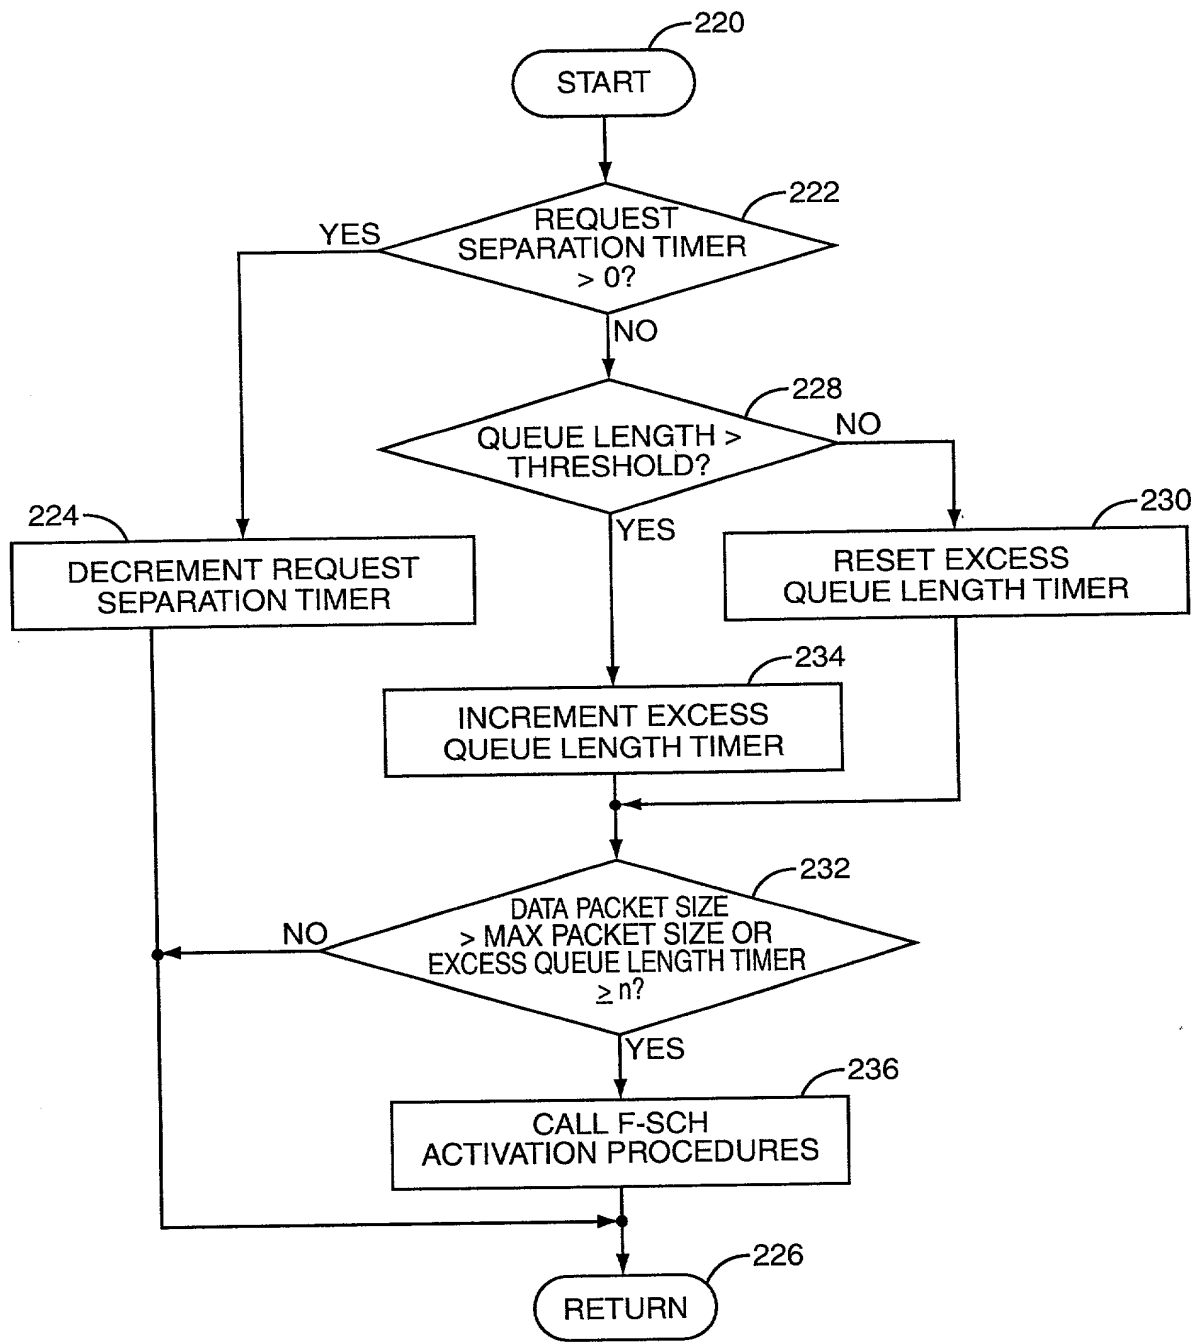 220
START
222
REQUEST
SEPARATION TIMER
> 0?
YES
NO
228
QUEUE LENGTH >
THRESHOLD?
NO
YES
224
DECREMENT REQUEST
SEPARATION TIMER
230
RESET EXCESS
QUEUE LENGTH TIMER
234
INCREMENT EXCESS
QUEUE LENGTH TIMER
232
DATA PACKET SIZE
> MAX PACKET SIZE OR
EXCESS QUEUE LENGTH TIMER
≥ n?
NO
YES
236
CALL F-SCH
ACTIVATION PROCEDURES
226
RETURN